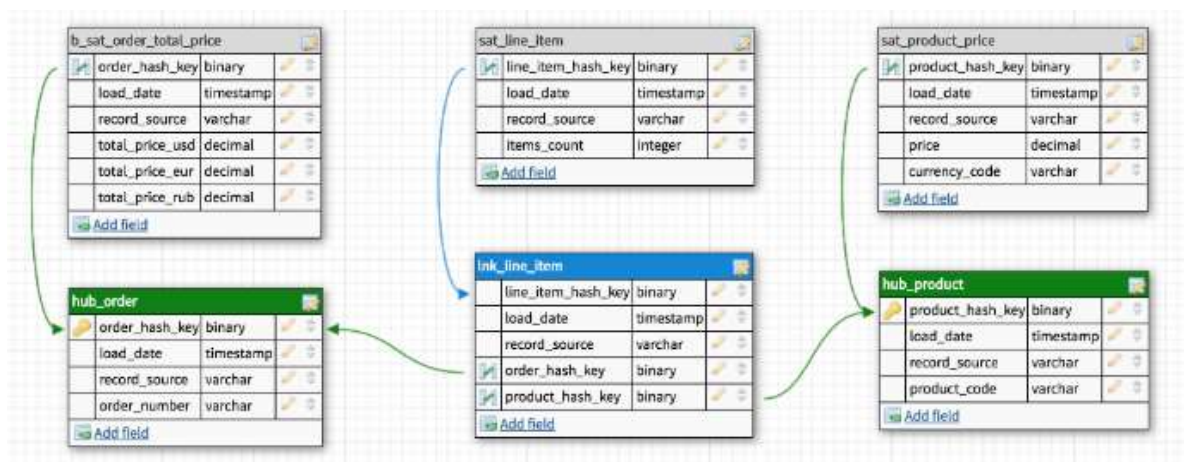 b_sat_order_total_price
order_hash_key binary
load_date timestamp
record_source varchar
total_price_usd decimal
total_price_eur decimal
total_price_rub decimal
Add field
sat_line_item
line_item_hash_key binary
load_date timestamp
record_source varchar
items_count integer
Add field
sat_product_price
product_hash_key binary
load_date timestamp
record_source varchar
price decimal
currency_code varchar
Add field
hub_order
order_hash_key binary
load_date timestamp
record_source varchar
order_number varchar
Add field
lnk_line_item
line_item_hash_key binary
load_date timestamp
record_source varchar
order_hash_key binary
product_hash_key binary
Add field
hub_product
product_hash_key binary
load_date timestamp
record_source varchar
product_code varchar
Add field